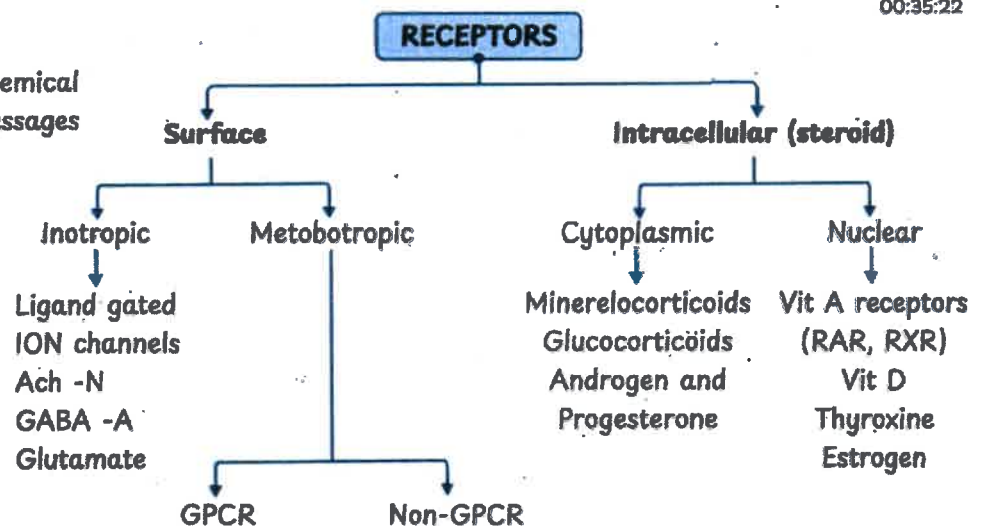 00:35:22
RECEPTORS
emical
ssages
Surface
Intracellular (steroid)
Inotropic
Metobotropic
Cytoplasmic
Nuclear
Ligand gated
ION channels
Ach -N
GABA -A
Glutamate
Minerelocorticoids
Glucocorticoids
Androgen and
Progesterone
Vit A receptors
(RAR, RXR)
Vit D
Thyroxine
Estrogen
GPCR
Non-GPCR